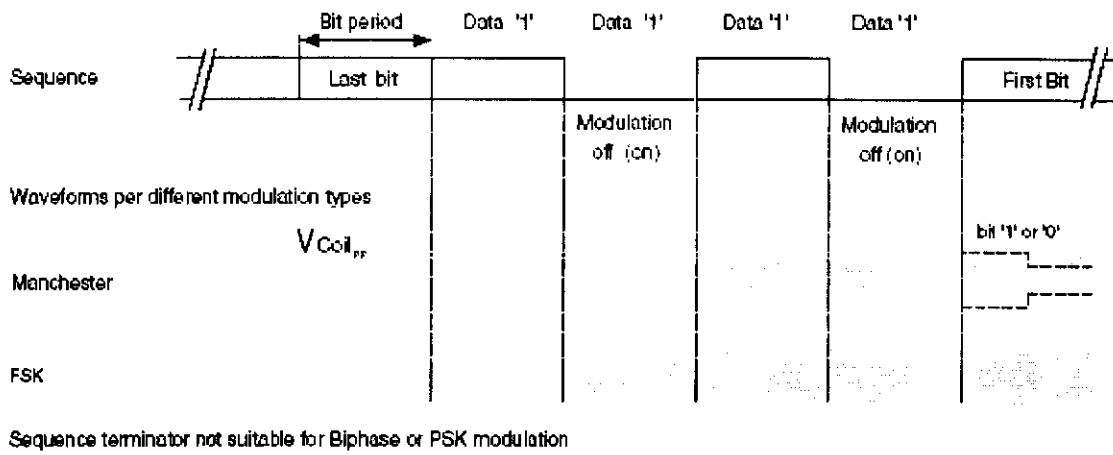 Bit period Data '1' Data '1' Data '1' Data '1'
Sequence Last bit First Bit
Modulation off (on) Modulation off (on)
Waveforms per different modulation types
VCoilpp bit '1' or '0'
Manchester
FSK
Sequence terminator not suitable for Biphase or PSK modulation